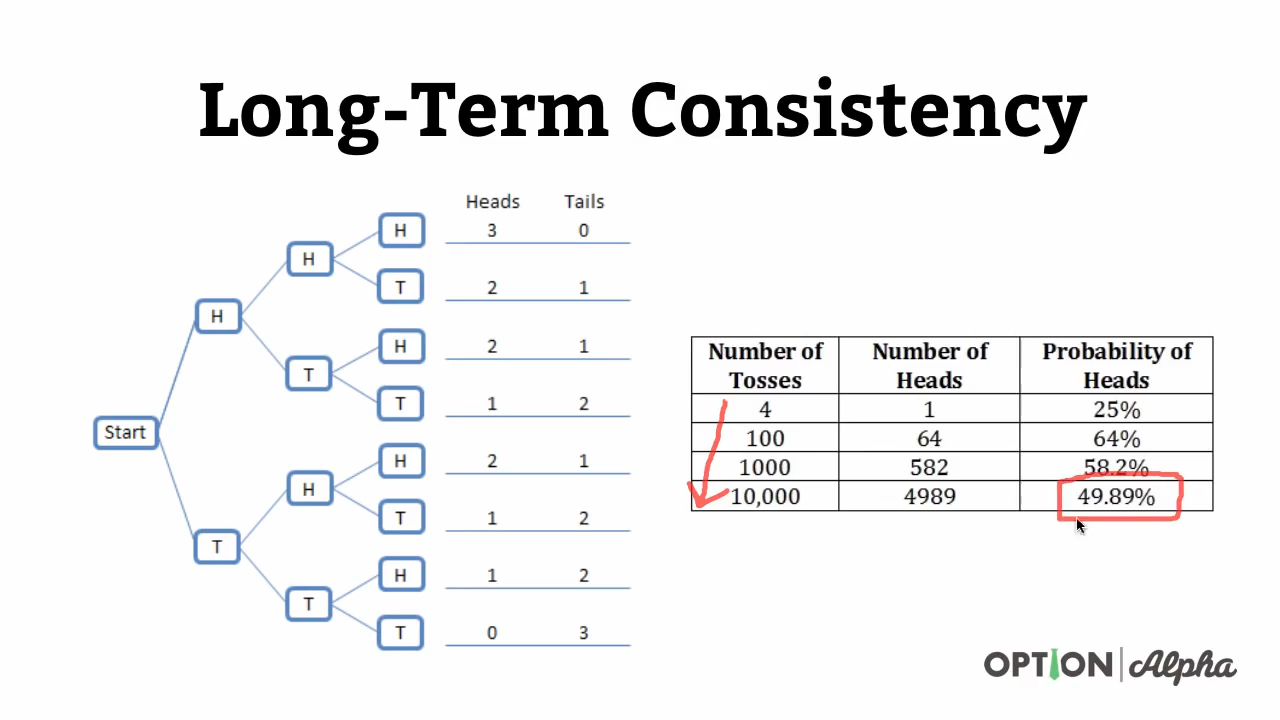 Long-Term Consistency
Heads Tails
H 3 0
H
T 2 1
H
H 2 1
T
T 1 2
Start
H 2 1
H
T 1 2
T
H 1 2
T
T 0 3
Number of Tosses Number of Heads Probability of Heads
4 1 25%
100 64 64%
1000 582 58.2%
10,000 4989 49.89%
OPTION Alpha